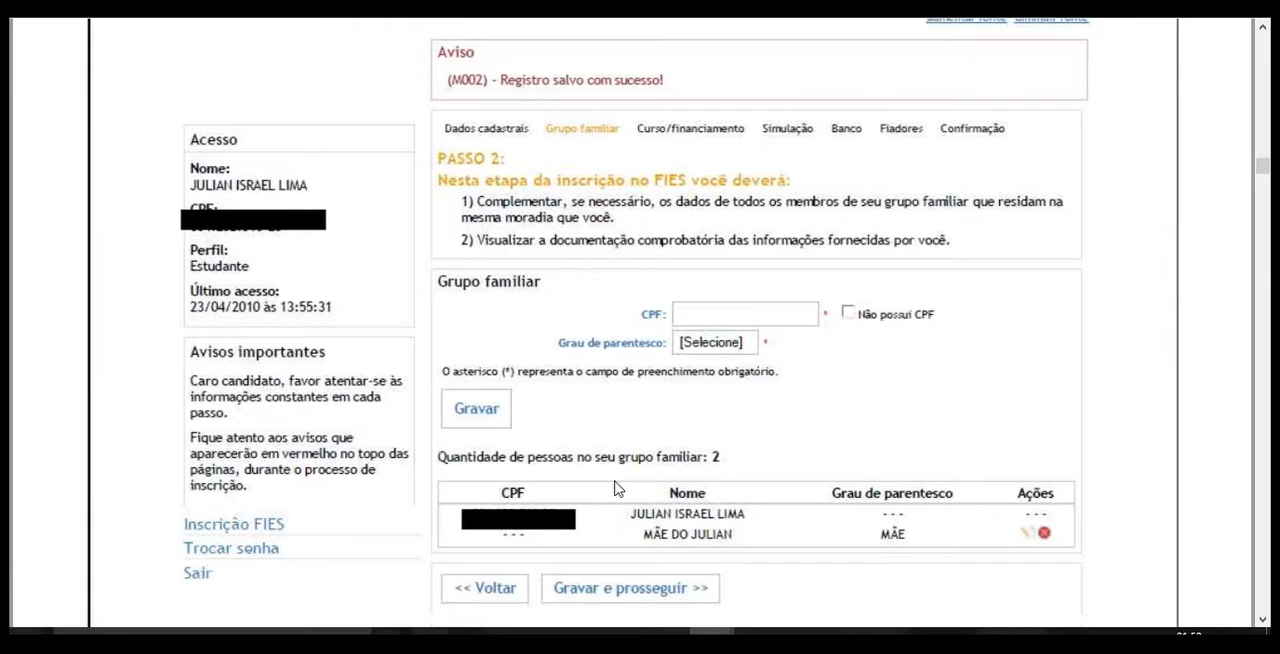 aumentar fonte diminuir fonte
Aviso
(M002) - Registro salvo com sucesso!
Acesso
Nome:
JULIAN ISRAEL LIMA
CPF:
Perfil:
Estudante
Último acesso:
23/04/2010 às 13:55:31
Avisos importantes
Caro candidato, favor atentar-se às
informações constantes em cada
passo.
Fique atento aos avisos que
aparecerão em vermelho no topo das
páginas, durante o processo de
inscrição.
Inscrição FIES
Trocar senha
Sair
Dados cadastrais Grupo familiar Curso/financiamento Simulação Banco Fiadores Confirmação
PASSO 2:
Nesta etapa da inscrição no FIES você deverá:
1) Complementar, se necessário, os dados de todos os membros de seu grupo familiar que residam na
mesma moradia que você.
2) Visualizar a documentação comprobatória das informações fornecidas por você.
Grupo familiar
CPF: * Não possui CPF
Grau de parentesco: [Selecione] *
O asterisco (*) representa o campo de preenchimento obrigatório.
Gravar
Quantidade de pessoas no seu grupo familiar: 2
CPF Nome Grau de parentesco Ações
JULIAN ISRAEL LIMA - - - - - -
- - - MÃE DO JULIAN MÃE
<< Voltar Gravar e prosseguir >>